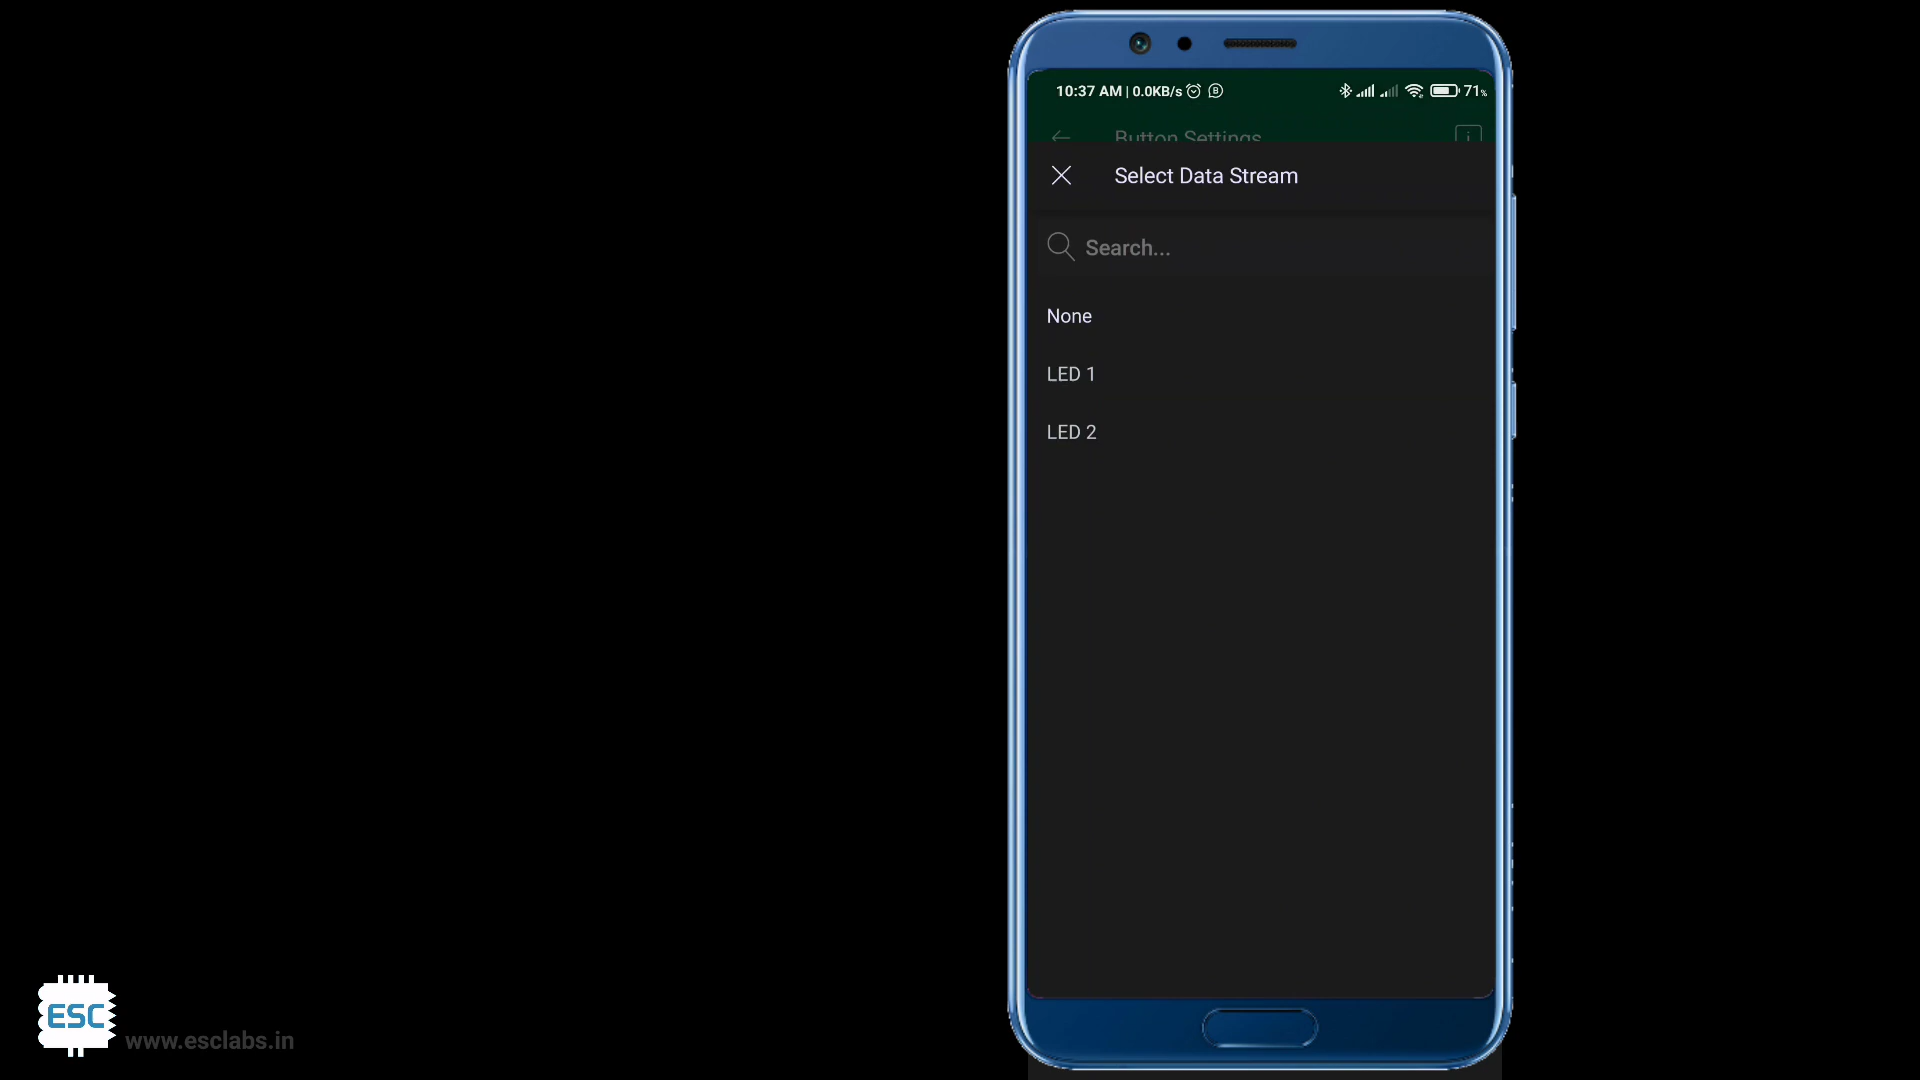 10:37 AM | 0.0KB/s
71%
Button Settings
Select Data Stream
Search...
None
LED 1
LED 2
ESC
www.esclabs.in